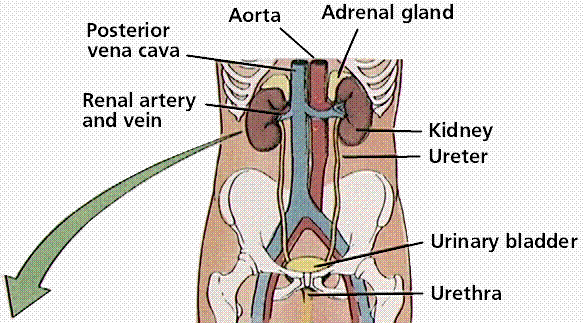 Posterior
vena cava
Aorta
Adrenal gland
Renal artery
and vein
Kidney
Ureter
Urinary bladder
Urethra